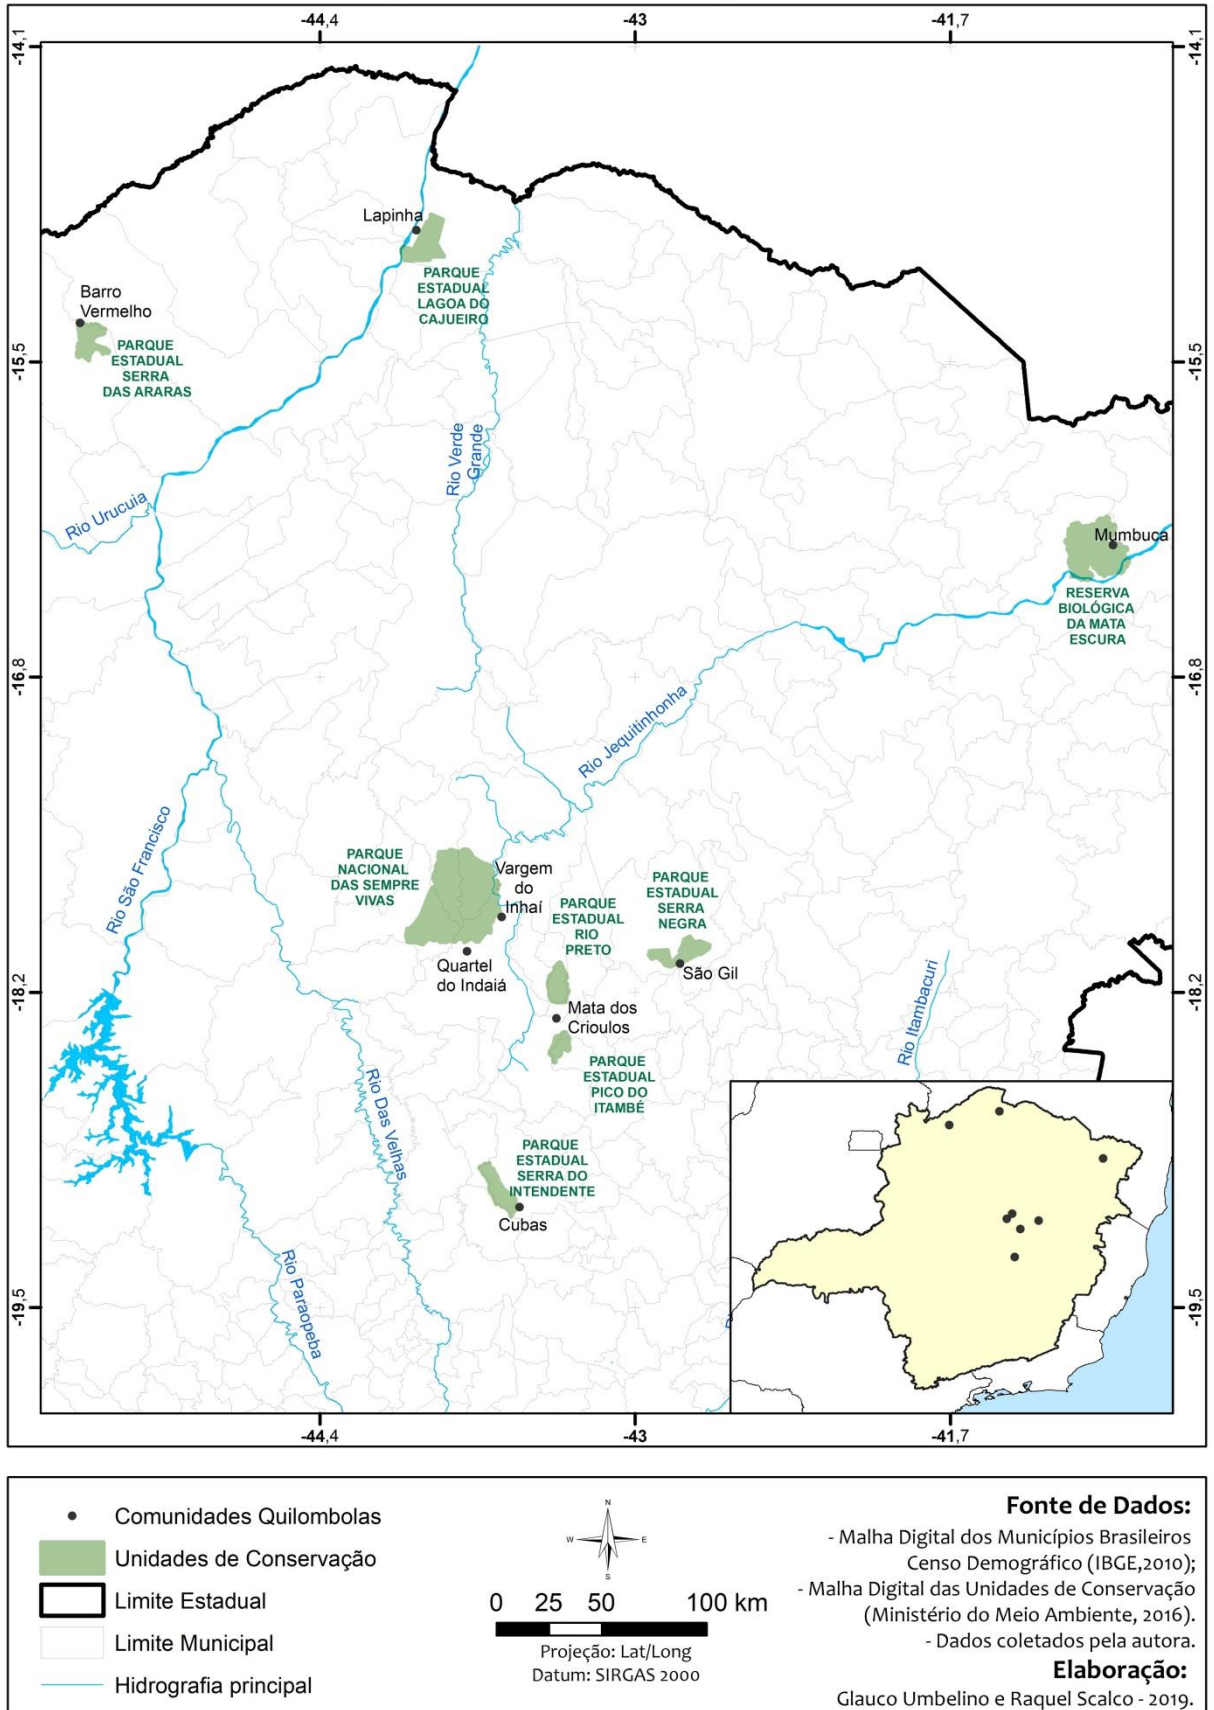 -44,4
-43
-41,7
-14,1
-14,1
Lapinha
PARQUE
ESTADUAL
LAGOA DO
CAJUEIRO
Barro
Vermelho
PARQUE
ESTADUAL
SERRA
DAS ARARAS
-15,5
-15,5
Rio Verde
Grande
Rio Urucuia
Mumbuca
RESERVA
BIOLÓGICA
DA MATA
ESCURA
-16,8
-16,8
Rio Jequitinhonha
Rio São Francisco
PARQUE
NACIONAL
DAS SEMPRE
VIVAS
Vargem
do
Inhaí
PARQUE
ESTADUAL
RIO
PRETO
PARQUE
ESTADUAL
SERRA
NEGRA
Quartel
do Indaiá
São Gil
-18,2
-18,2
Mata dos
Crioulos
Rio Itambacuri
PARQUE
ESTADUAL
PICO DO
ITAMBÉ
Rio Das Velhas
PARQUE
ESTADUAL
SERRA DO
INTENDENTE
Cubas
Rio Paraopeba
-19,5
-19,5
-44,4
-43
-41,7
Comunidades Quilombolas
Unidades de Conservação
Limite Estadual
Limite Municipal
Hidrografia principal
N
W
E
S
0 25 50 100 km
Projeção: Lat/Long
Datum: SIRGAS 2000
Fonte de Dados:
- Malha Digital dos Municípios Brasileiros
Censo Demográfico (IBGE,2010);
- Malha Digital das Unidades de Conservação
(Ministério do Meio Ambiente, 2016).
- Dados coletados pela autora.
Elaboração:
Glauco Umbelino e Raquel Scalco - 2019.